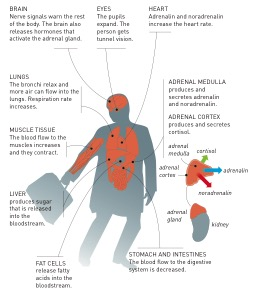 BRAIN
Nerve signals warn the rest
of the body. The brain also
releases hormones that
activate the adrenal gland.
EYES
The pupils
expand. The
person gets
tunnel vision.
HEART
Adrenalin and noradrenalin
increase the heart rate.
LUNGS
The bronchi relax and
more air can flow into the
lungs. Respiration rate
increases.
MUSCLE TISSUE
The blood flow to the
muscles increases
and they contract.
LIVER
produces sugar
that is released
into the
bloodstream.
FAT CELLS
release fatty
acids into the
bloodstream.
STOMACH AND INTESTINES
The blood flow to the digestive
system is decreased.
ADRENAL MEDULLA
produces and
secretes adrenalin
and noradrenalin.
ADRENAL CORTEX
produces and secretes
cortisol.
adrenal
medulla
cortisol
adrenal
cortex
adrenalin
noradrenalin
adrenal
gland
kidney